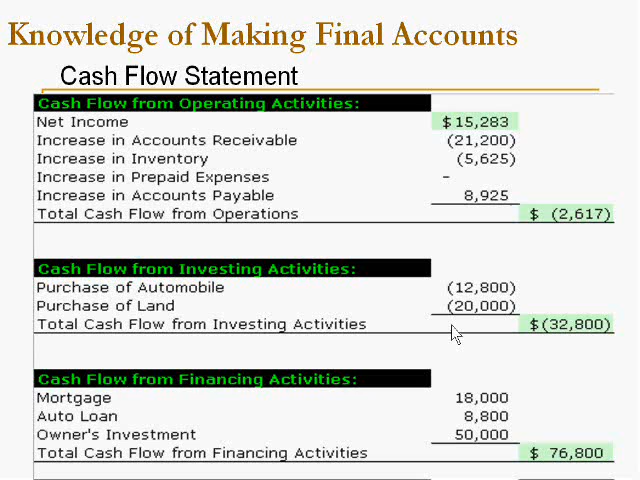 Knowledge of Making Final Accounts
Cash Flow Statement
Cash Flow from Operating Activities:
Net Income $15,283
Increase in Accounts Receivable (21,200)
Increase in Inventory (5,625)
Increase in Prepaid Expenses -
Increase in Accounts Payable 8,925
Total Cash Flow from Operations $ (2,617)
Cash Flow from Investing Activities:
Purchase of Automobile (12,800)
Purchase of Land (20,000)
Total Cash Flow from Investing Activities $(32,800)
Cash Flow from Financing Activities:
Mortgage 18,000
Auto Loan 8,800
Owner's Investment 50,000
Total Cash Flow from Financing Activities $ 76,800